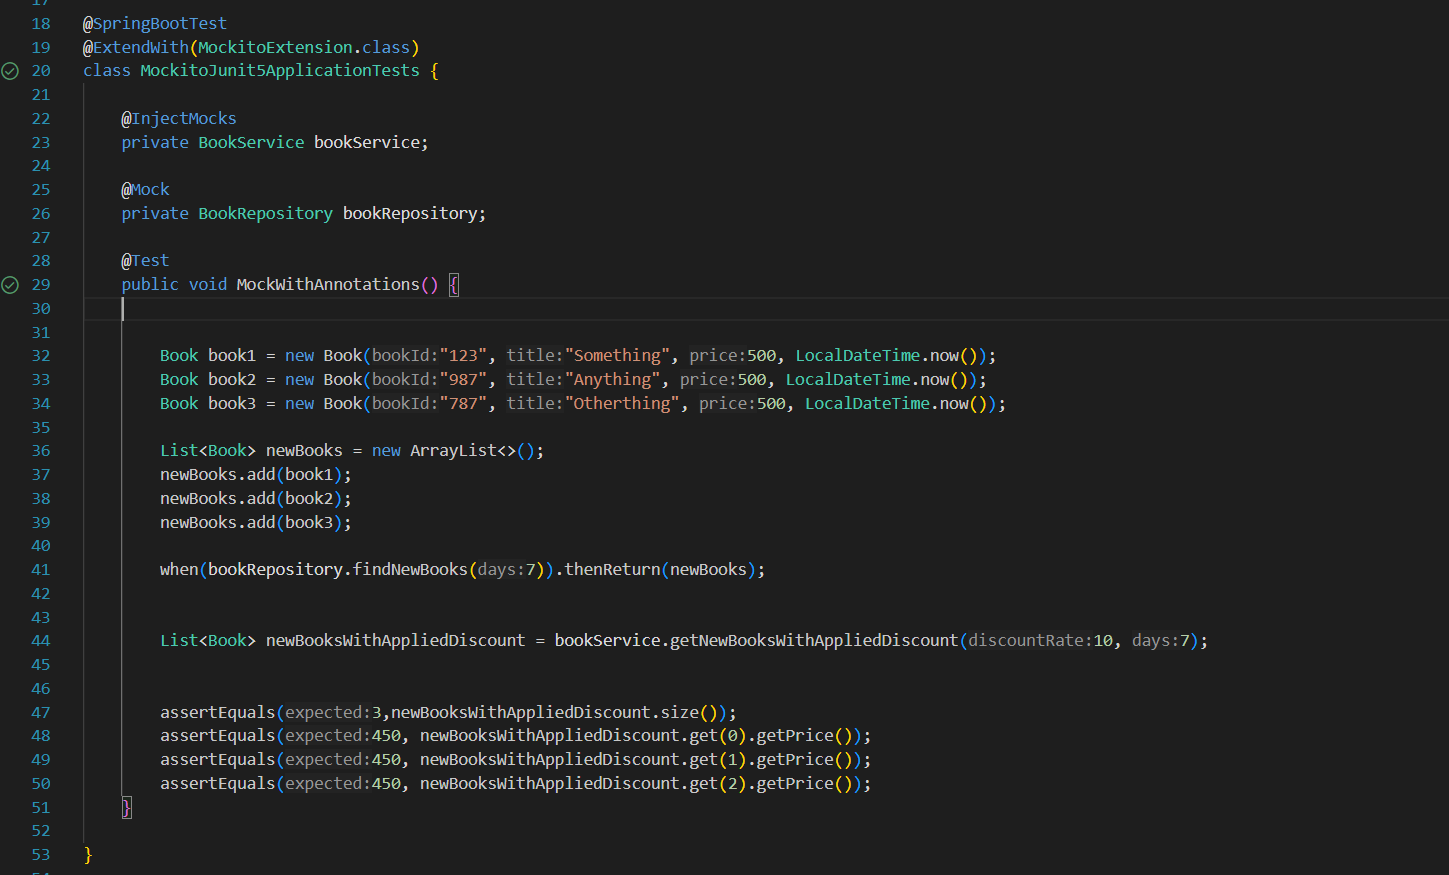 18 @SpringBootTest
19 @ExtendWith(MockitoExtension.class)
20 class MockitoJunit5ApplicationTests {
21
22 @InjectMocks
23 private BookService bookService;
24
25 @Mock
26 private BookRepository bookRepository;
27
28 @Test
29 public void MockWithAnnotations() {
30
31
32 Book book1 = new Book(bookId:"123", title:"Something", price:500, LocalDateTime.now());
33 Book book2 = new Book(bookId:"987", title:"Anything", price:500, LocalDateTime.now());
34 Book book3 = new Book(bookId:"787", title:"Otherthing", price:500, LocalDateTime.now());
35
36 List<Book> newBooks = new ArrayList<>();
37 newBooks.add(book1);
38 newBooks.add(book2);
39 newBooks.add(book3);
40
41 when(bookRepository.findNewBooks(days:7)).thenReturn(newBooks);
42
43
44 List<Book> newBooksWithAppliedDiscount = bookService.getNewBooksWithAppliedDiscount(discountRate:10, days:7);
45
46
47 assertEquals(expected:3,newBooksWithAppliedDiscount.size());
48 assertEquals(expected:450, newBooksWithAppliedDiscount.get(0).getPrice());
49 assertEquals(expected:450, newBooksWithAppliedDiscount.get(1).getPrice());
50 assertEquals(expected:450, newBooksWithAppliedDiscount.get(2).getPrice());
51 }
52
53 }